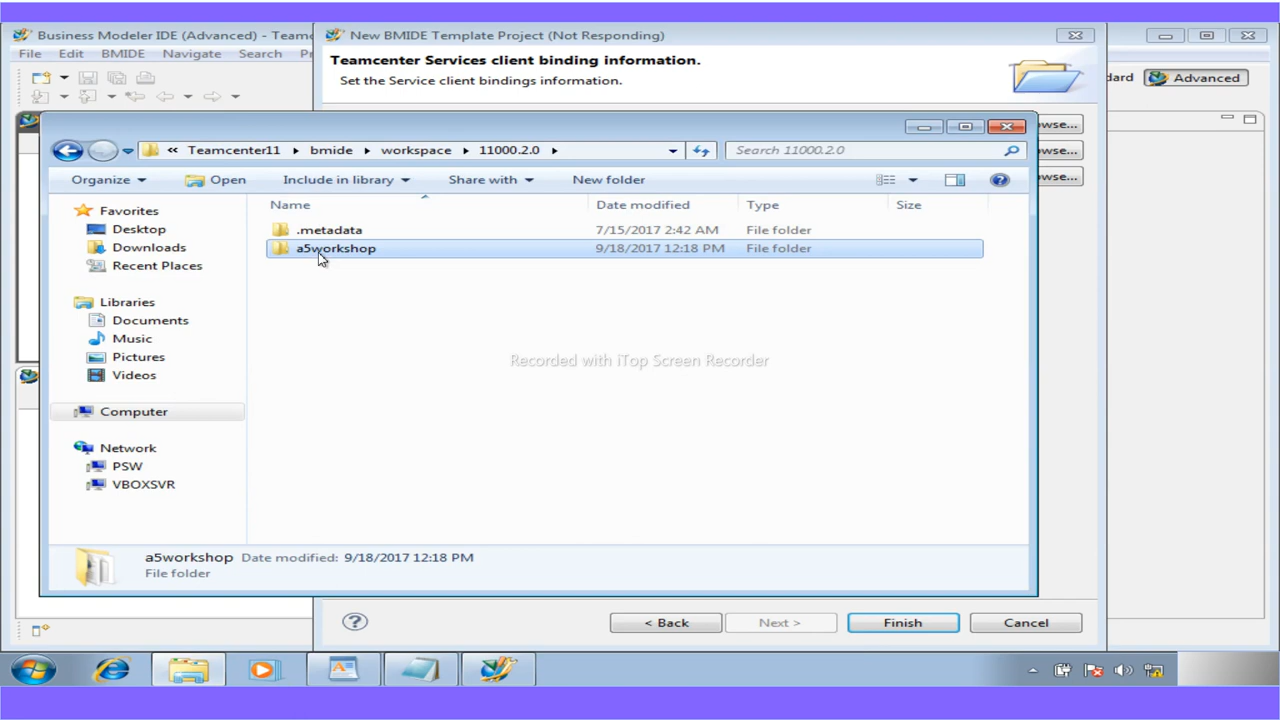 Business Modeler IDE (Advanced) - Teamc
New BMIDE Template Project (Not Responding)
File Edit BMIDE Navigate Search Pr
Teamcenter Services client binding information.
Set the Service client bindings information.
dard Advanced
owse...
« Teamcenter11 bmide workspace 11000.2.0
Search 11000.2.0
owse...
Organize Open Include in library Share with New folder
owse...
Name Date modified Type Size
Favorites
Desktop
Downloads
Recent Places
Libraries
Documents
Music
Pictures
Videos
Computer
Network
PSW
VBOXSVR
.metadata 7/15/2017 2:42 AM File folder
a5workshop 9/18/2017 12:18 PM File folder
Recorded with iTop Screen Recorder
a5workshop Date modified: 9/18/2017 12:18 PM
File folder
< Back Next > Finish Cancel